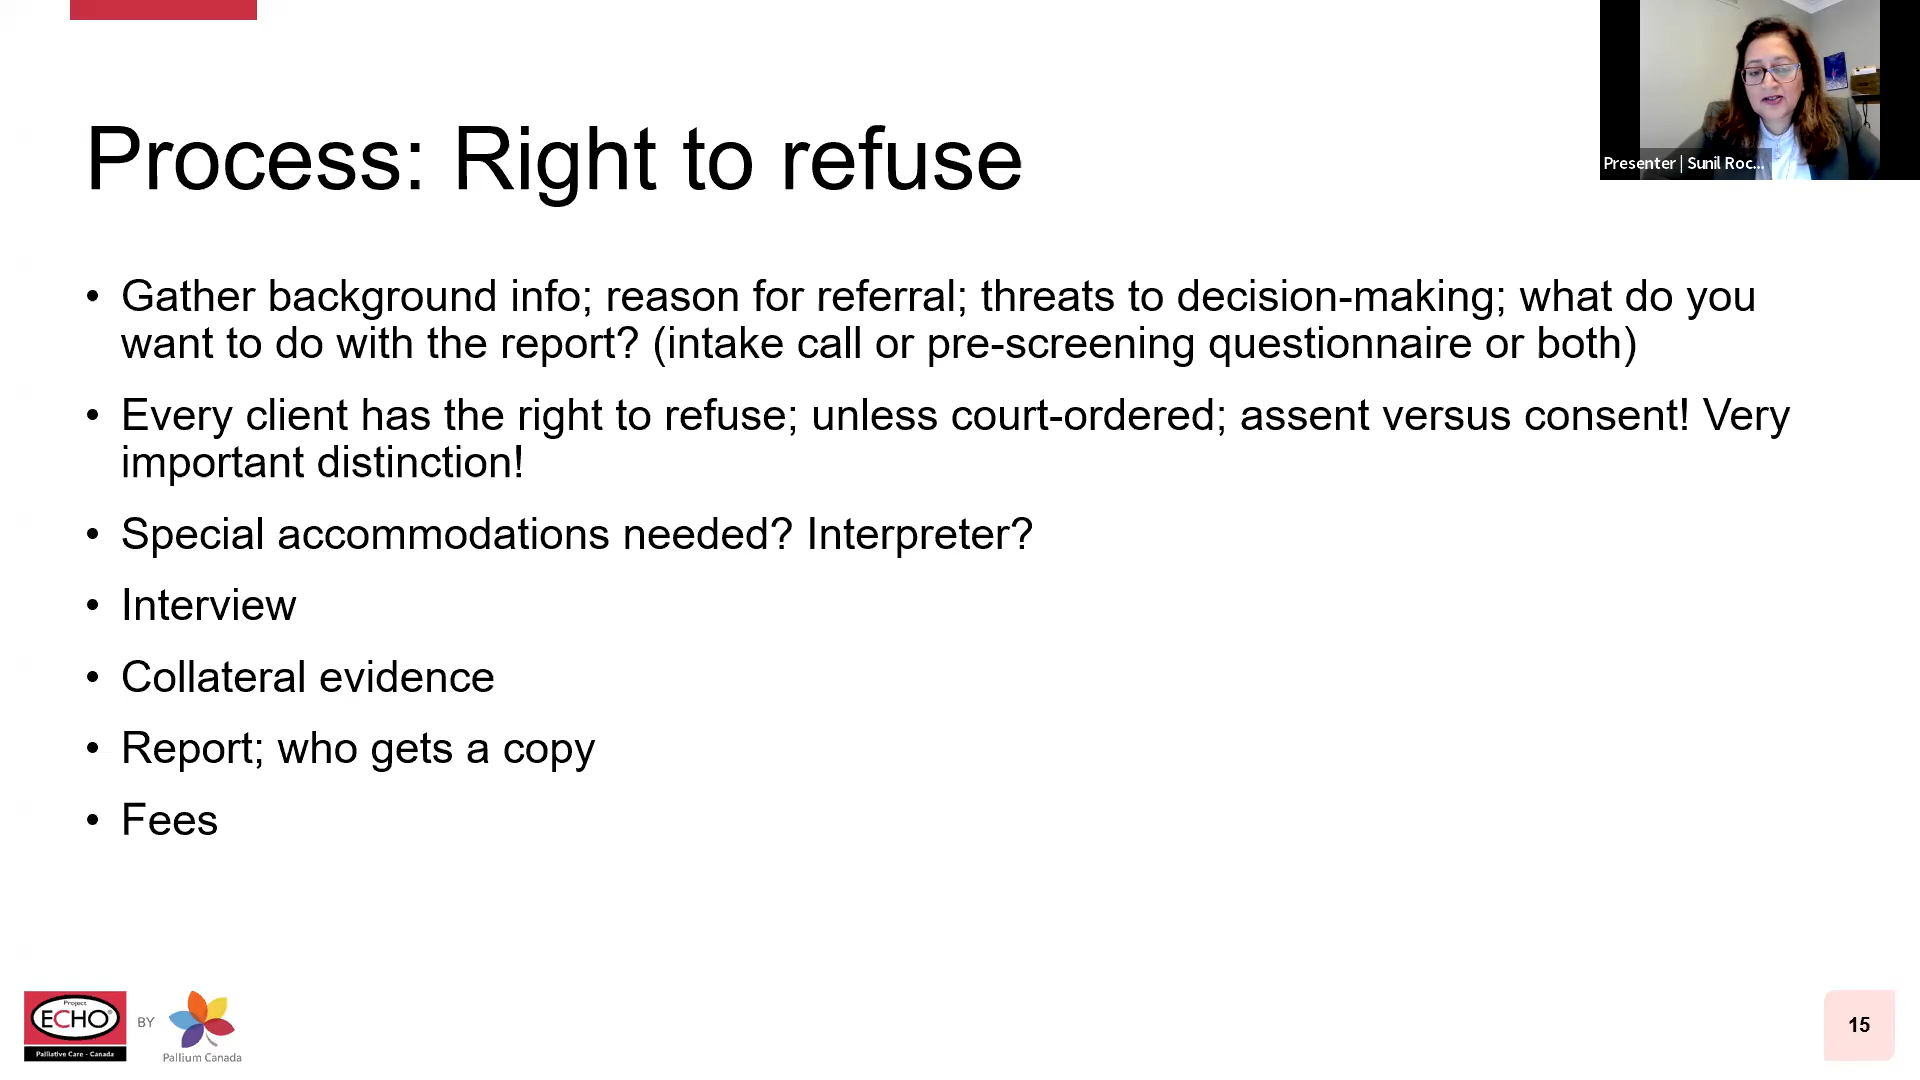 Process: Right to refuse
Presenter | Sunil Roc...
• Gather background info; reason for referral; threats to decision-making; what do you
want to do with the report? (intake call or pre-screening questionnaire or both)
• Every client has the right to refuse; unless court-ordered; assent versus consent! Very
important distinction!
• Special accommodations needed? Interpreter?
• Interview
• Collateral evidence
• Report; who gets a copy
• Fees
Project
ECHO®
Palliative Care - Canada
BY
Pallium Canada
15